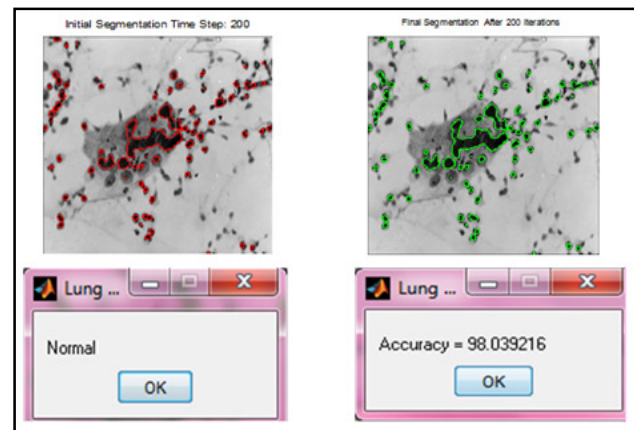 Initial Segmentation Time Step: 200
Final Segmentation After 200 Iterations
Lung ...
Normal
OK
Lung ...
Accuracy = 98.039216
OK